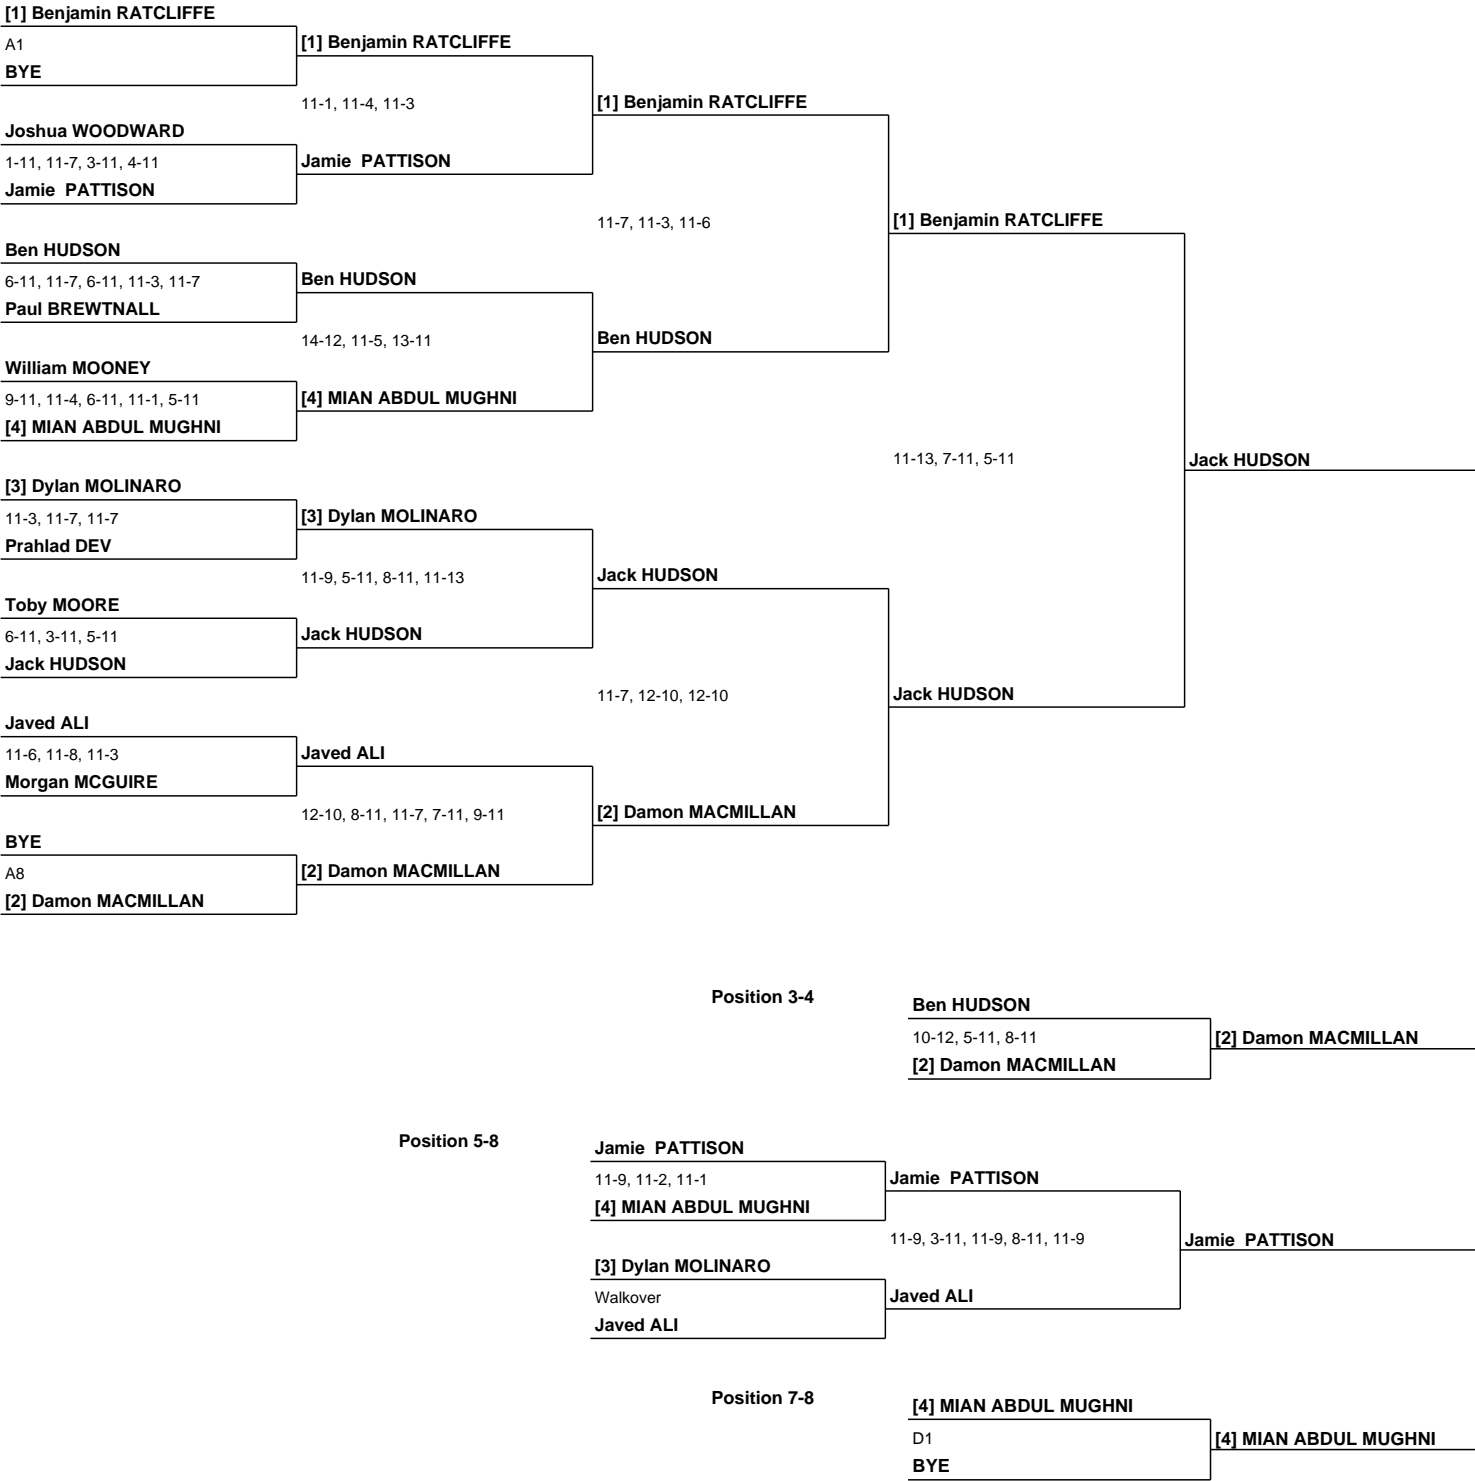 [1] Benjamin RATCLIFFE
A1
BYE
[1] Benjamin RATCLIFFE
11-1, 11-4, 11-3
Joshua WOODWARD
1-11, 11-7, 3-11, 4-11
Jamie  PATTISON
Jamie  PATTISON
[1] Benjamin RATCLIFFE
11-7, 11-3, 11-6
Ben HUDSON
6-11, 11-7, 6-11, 11-3, 11-7
Paul BREWTNALL
Ben HUDSON
14-12, 11-5, 13-11
Ben HUDSON
William MOONEY
9-11, 11-4, 6-11, 11-1, 5-11
[4] MIAN ABDUL MUGHNI
[4] MIAN ABDUL MUGHNI
[1] Benjamin RATCLIFFE
11-13, 7-11, 5-11
Jack HUDSON
[3] Dylan MOLINARO
11-3, 11-7, 11-7
Prahlad DEV
[3] Dylan MOLINARO
11-9, 5-11, 8-11, 11-13
Jack HUDSON
Toby MOORE
6-11, 3-11, 5-11
Jack HUDSON
Jack HUDSON
11-7, 12-10, 12-10
Jack HUDSON
Javed ALI
11-6, 11-8, 11-3
Morgan MCGUIRE
Javed ALI
12-10, 8-11, 11-7, 7-11, 9-11
[2] Damon MACMILLAN
BYE
A8
[2] Damon MACMILLAN
[2] Damon MACMILLAN
Position 3-4
Ben HUDSON
10-12, 5-11, 8-11
[2] Damon MACMILLAN
[2] Damon MACMILLAN
Position 5-8
Jamie  PATTISON
11-9, 11-2, 11-1
[4] MIAN ABDUL MUGHNI
Jamie  PATTISON
11-9, 3-11, 11-9, 8-11, 11-9
Jamie  PATTISON
[3] Dylan MOLINARO
Walkover
Javed ALI
Javed ALI
Position 7-8
[4] MIAN ABDUL MUGHNI
D1
BYE
[4] MIAN ABDUL MUGHNI